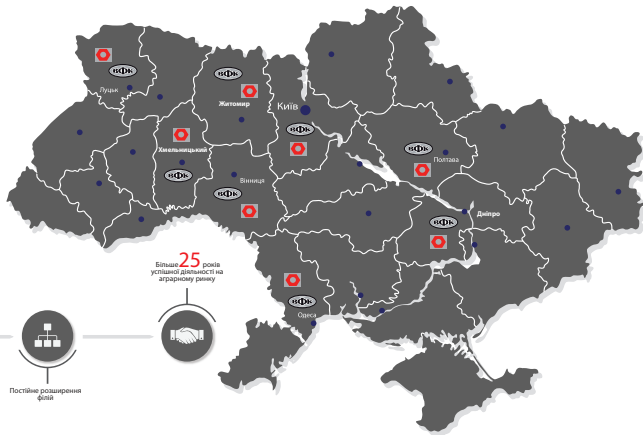 ВФК
Луцьк
ВФК
Житомир
Київ
ВФК
Хмельницький
ВФК
ВФК
Полтава
Вінниця
ВФК
ВФК
Дніпро
ВФК
Одеса
Більше 25 років
успішної діяльності на
аграрному ринку
Постійне розширення
філій